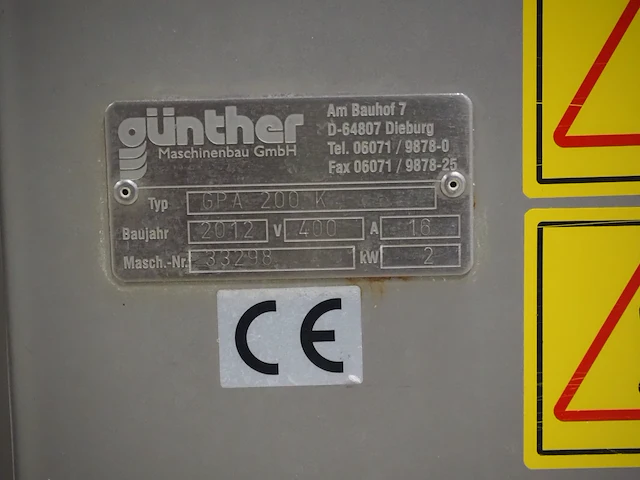 günther
Maschinenbau GmbH
Am Bauhof 7
D-64807 Dieburg
Tel. 06071 / 9878-0
Fax 06071 / 9878-25
Typ GPA 200 K
Baujahr 2012 V 400 A 16
Masch.-Nr. 33298 kW 2
CE